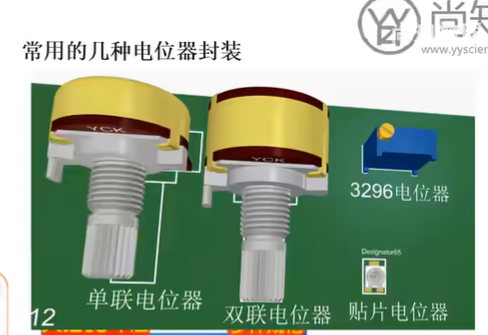 尚知
www.yyscien
常用的几种电位器封装
YCK
YCK
3296电位器
Designator65
单联电位器
双联电位器
贴片电位器
12